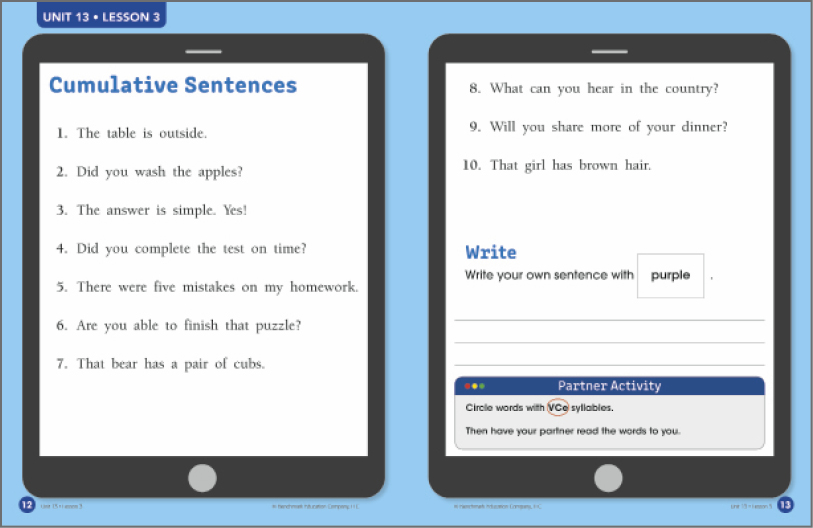 UNIT 13 • LESSON 3
Cumulative Sentences
1. The table is outside.
2. Did you wash the apples?
3. The answer is simple. Yes!
4. Did you complete the test on time?
5. There were five mistakes on my homework.
6. Are you able to finish that puzzle?
7. That bear has a pair of cubs.
12 Unit 13 • Lesson 3
© Benchmark Education Company, LLC
8. What can you hear in the country?
9. Will you share more of your dinner?
10. That girl has brown hair.
Write
Write your own sentence with purple .
Partner Activity
Circle words with VCe syllables.
Then have your partner read the words to you.
© Benchmark Education Company, LLC
Unit 13 • Lesson 3 13